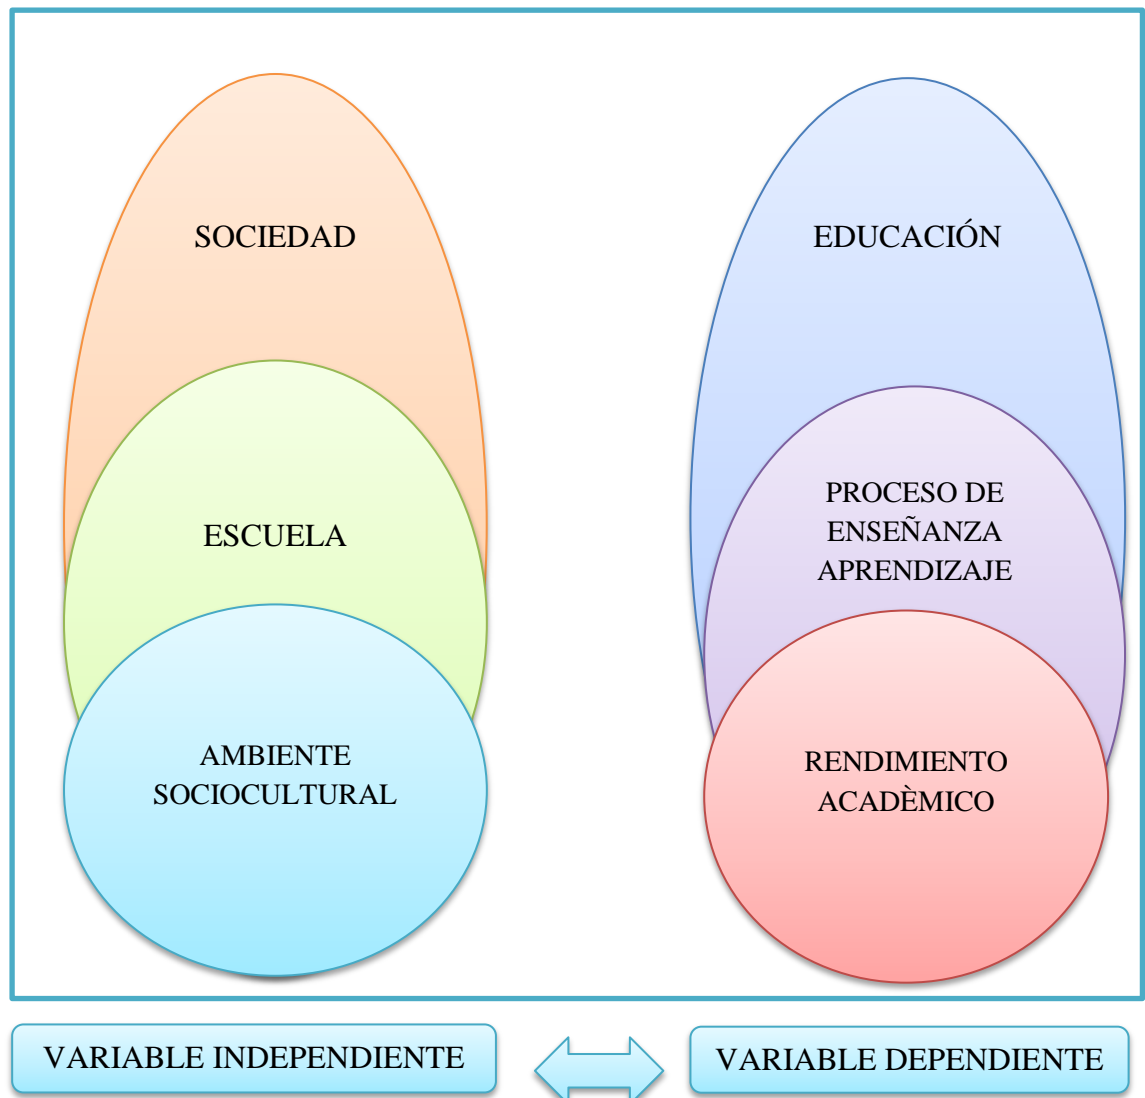 SOCIEDAD
ESCUELA
AMBIENTE
SOCIOCULTURAL
EDUCACIÓN
PROCESO DE
ENSEÑANZA
APRENDIZAJE
RENDIMIENTO
ACADÈMICO
VARIABLE INDEPENDIENTE
VARIABLE DEPENDIENTE